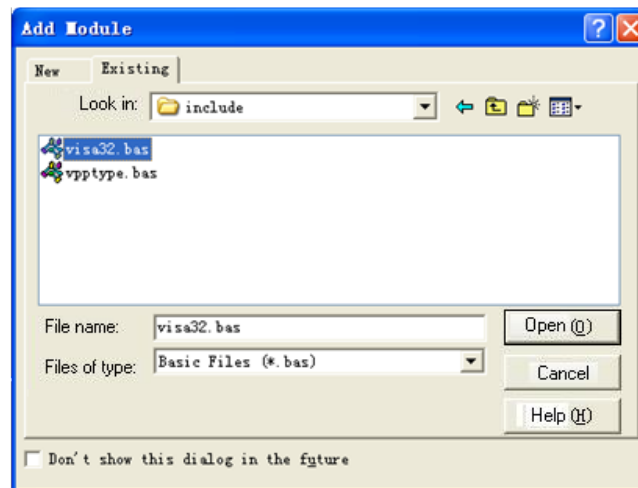 Add Module
New Existing
Look in: include
visa32.bas
vpptype.bas
File name: visa32.bas
Open (O)
Files of type: Basic Files (*.bas)
Cancel
Help (H)
Don't show this dialog in the future